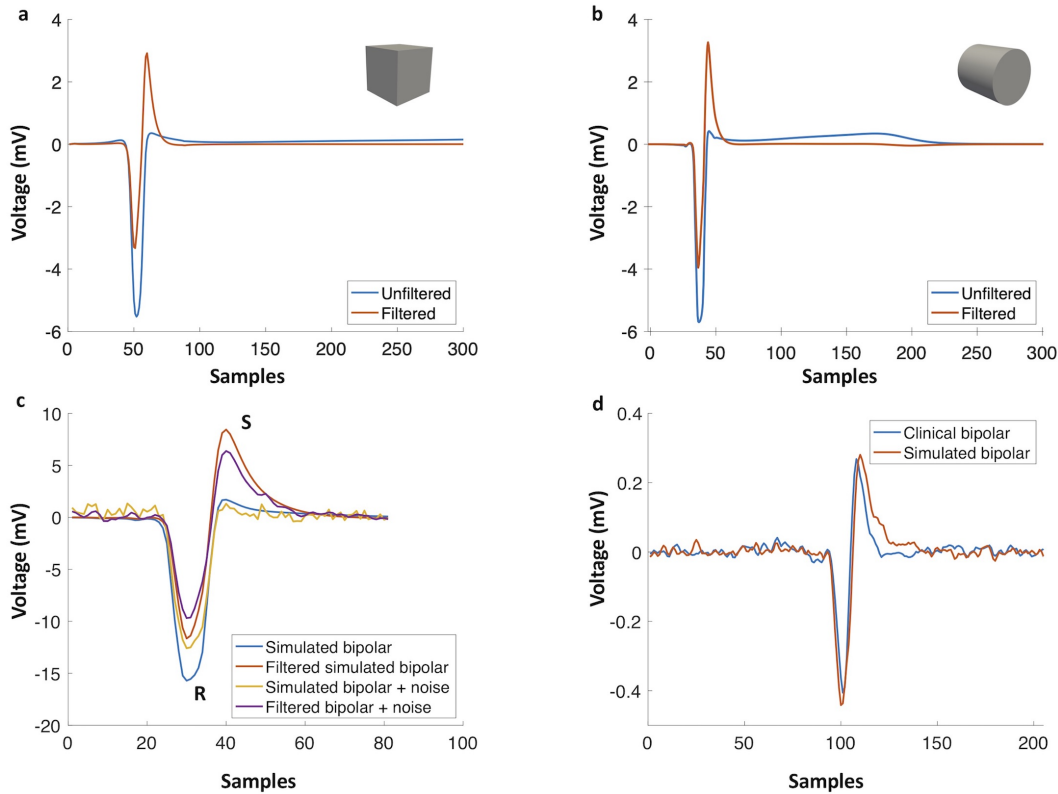 a
4
2
0
-2
-4
-6
Voltage (mV)
Unfiltered
Filtered
0 50 100 150 200 250 300
Samples
b
4
2
0
-2
-4
-6
Voltage (mV)
Unfiltered
Filtered
0 50 100 150 200 250 300
Samples
c
10
5
0
-5
-10
-15
-20
Voltage (mV)
S
R
Simulated bipolar
Filtered simulated bipolar
Simulated bipolar + noise
Filtered bipolar + noise
0 20 40 60 80 100
Samples
d
0.4
0.2
0
-0.2
-0.4
Voltage (mV)
Clinical bipolar
Simulated bipolar
0 50 100 150 200
Samples